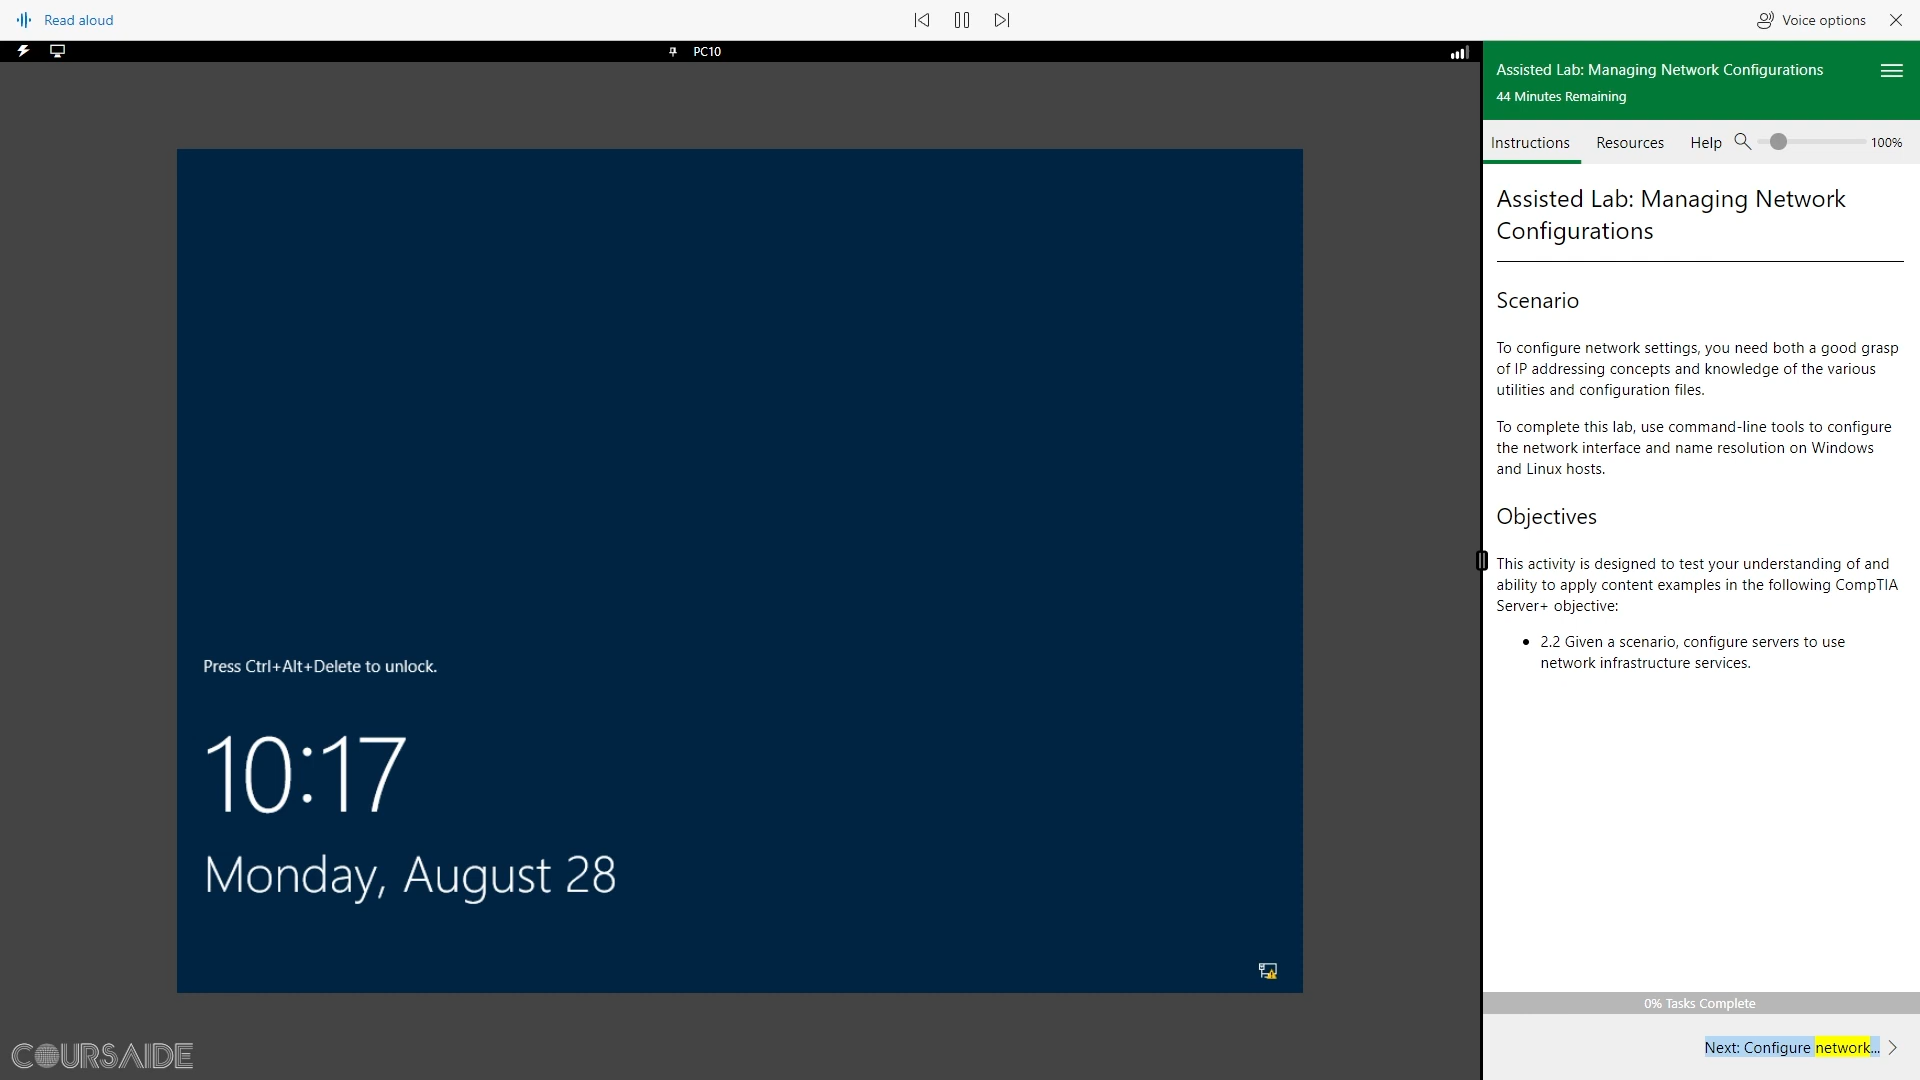 Read aloud
Voice options
PC10
Assisted Lab: Managing Network Configurations
44 Minutes Remaining
Instructions Resources Help 100%
Assisted Lab: Managing Network
Configurations
Scenario
To configure network settings, you need both a good grasp
of IP addressing concepts and knowledge of the various
utilities and configuration files.
To complete this lab, use command-line tools to configure
the network interface and name resolution on Windows
and Linux hosts.
Objectives
This activity is designed to test your understanding of and
ability to apply content examples in the following CompTIA
Server+ objective:
• 2.2 Given a scenario, configure servers to use
network infrastructure services.
Press Ctrl+Alt+Delete to unlock.
10:17
Monday, August 28
0% Tasks Complete
Next: Configure network...
COURSAIDE